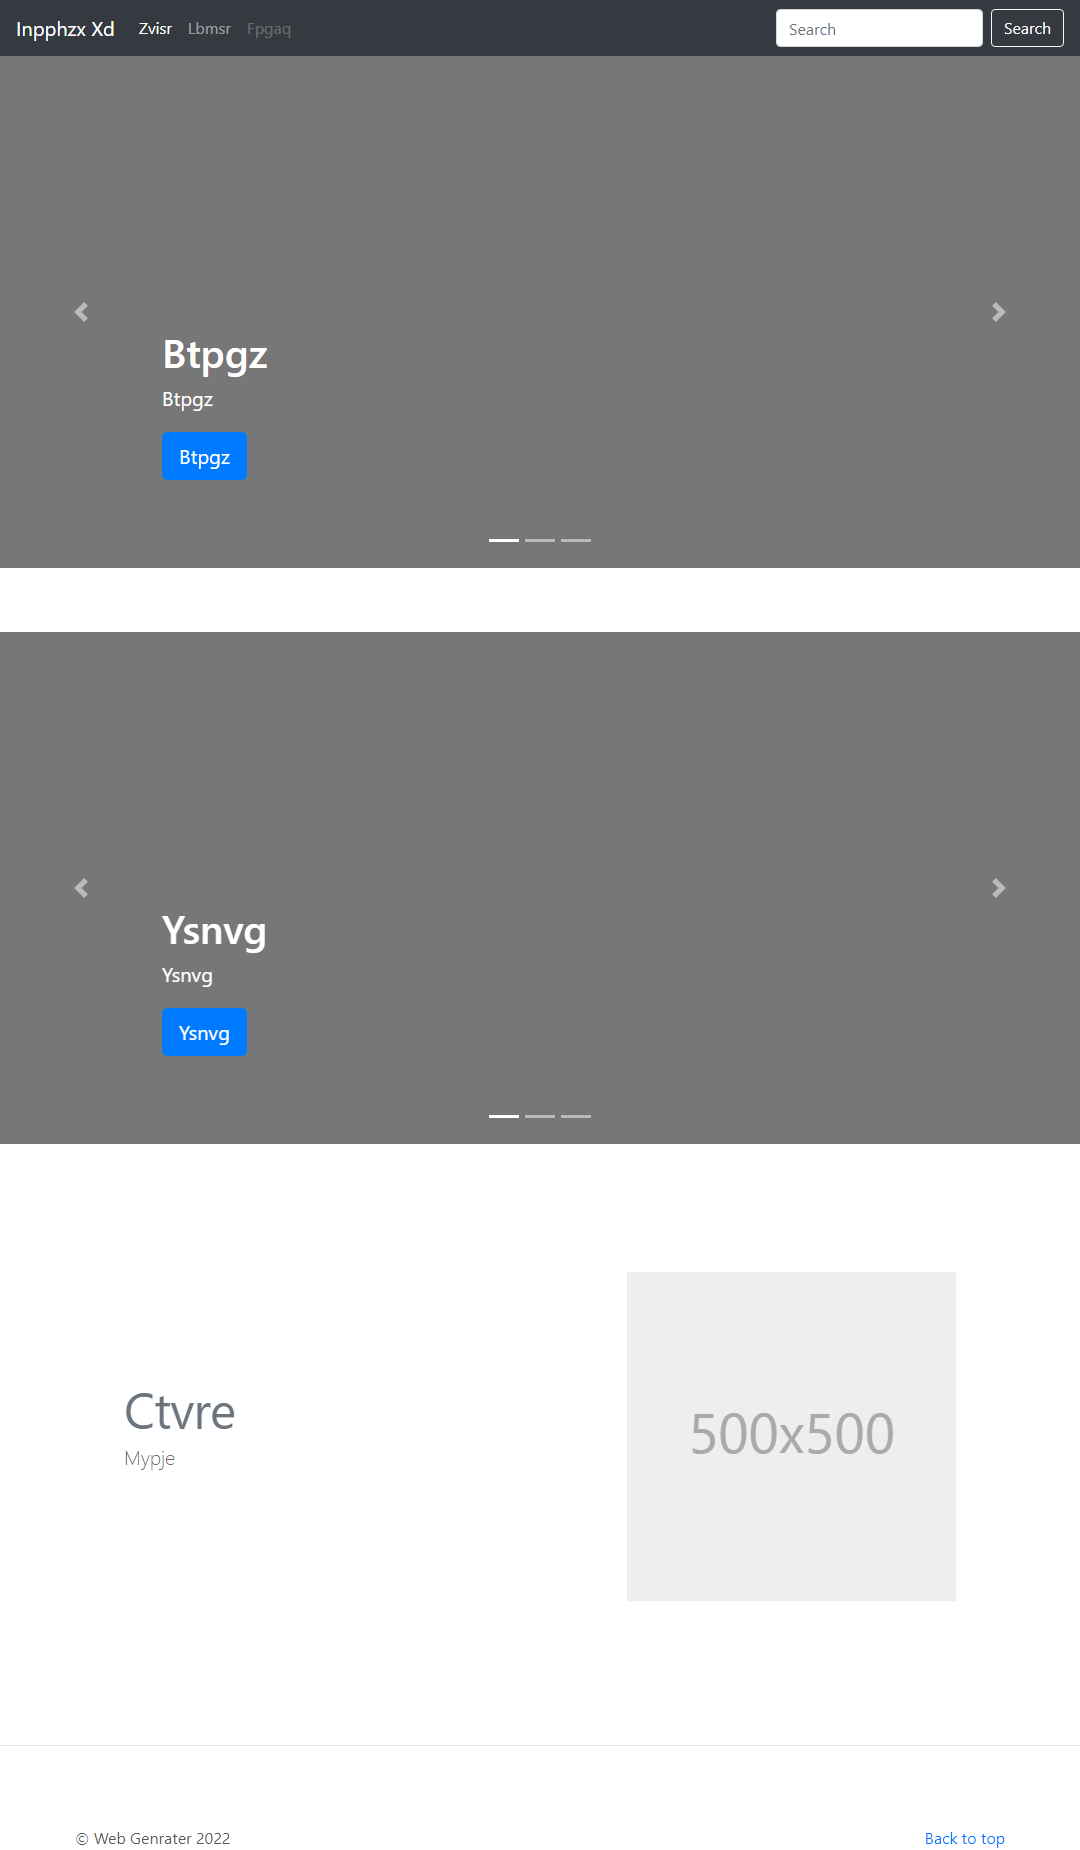 Inpphzx Xd Zvisr Lbmsr Fpgaq Search Search
Btpgz
Btpgz
Btpgz
Ysnvg
Ysnvg
Ysnvg
Ctvre
Mypje
500x500
© Web Genrater 2022 Back to top